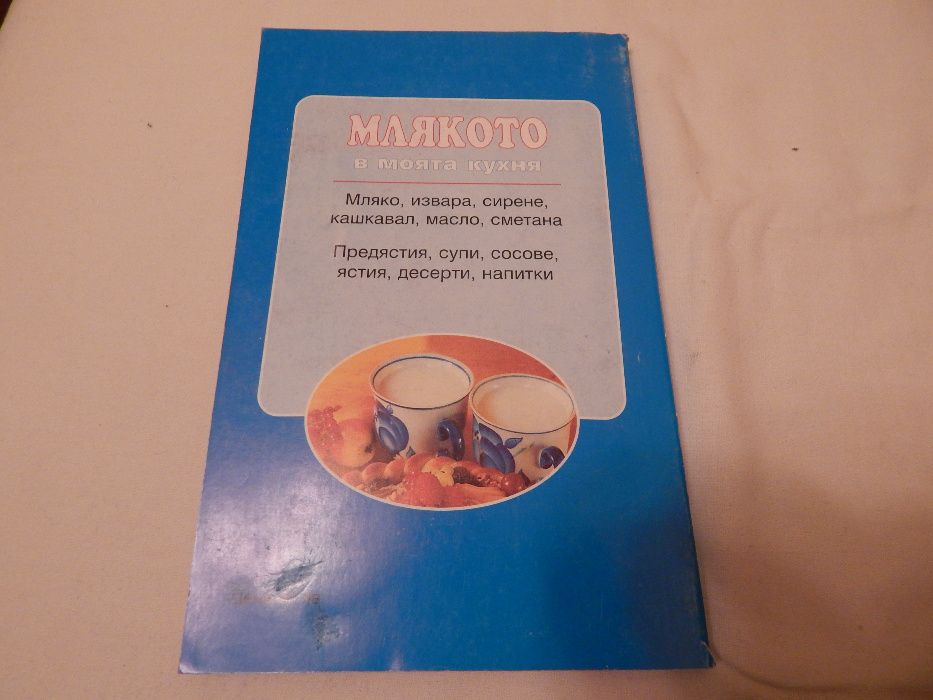 МЛЯКОТО
в моята кухня
Мляко, извара, сирене,
кашкавал, масло, сметана
Предястия, супи, сосове,
ястия, десерти, напитки